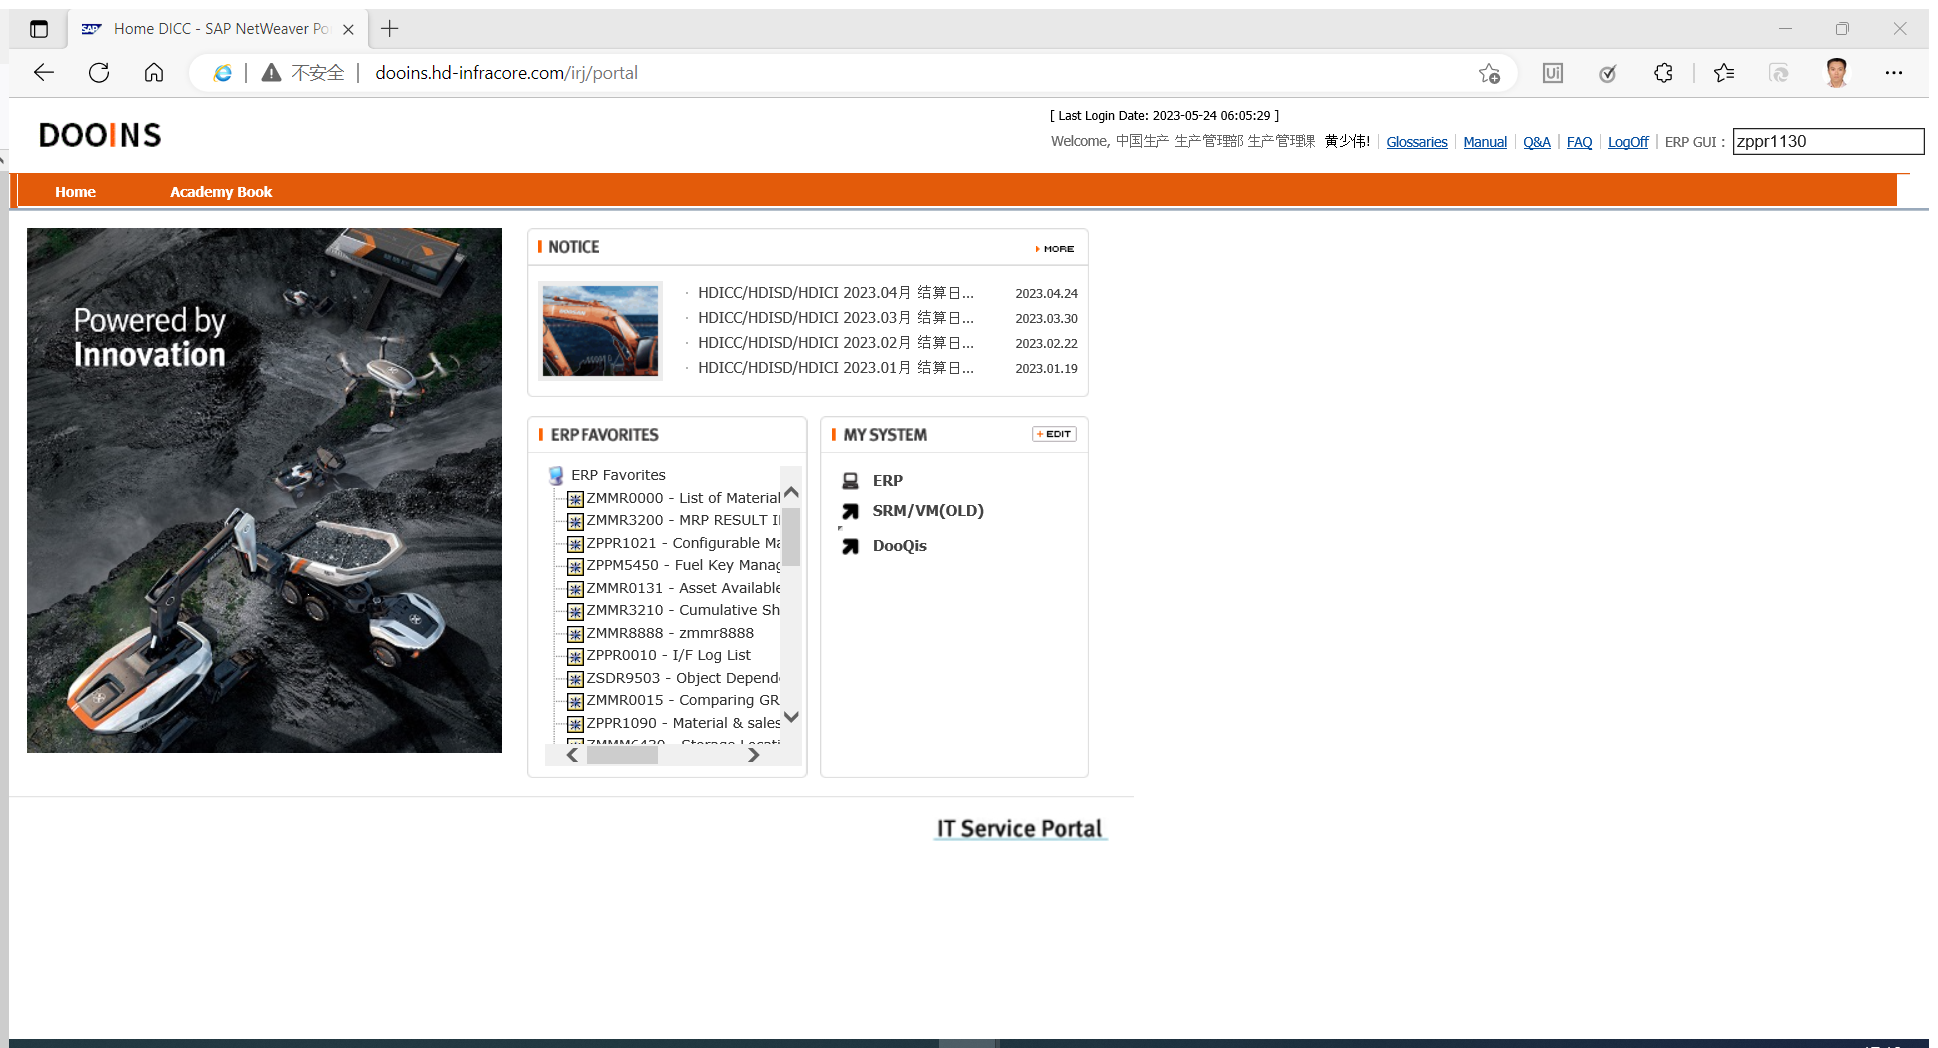 Home DICC - SAP NetWeaver Po
不安全 dooins.hd-infracore.com/irj/portal
[ Last Login Date: 2023-05-24 06:05:29 ]
DOOINS
Welcome, 中国生产 生产管理部 生产管理课 黄少伟! Glossaries Manual Q&A FAQ LogOff ERP GUI : zppr1130
Home Academy Book
Powered by
Innovation
NOTICE MORE
HDICC/HDISD/HDICI 2023.04月 结算日... 2023.04.24
HDICC/HDISD/HDICI 2023.03月 结算日... 2023.03.30
HDICC/HDISD/HDICI 2023.02月 结算日... 2023.02.22
HDICC/HDISD/HDICI 2023.01月 结算日... 2023.01.19
ERP FAVORITES
ERP Favorites
ZMMR0000 - List of Material
ZMMR3200 - MRP RESULT I
ZPPR1021 - Configurable Ma
ZPPM5450 - Fuel Key Manag
ZMMR0131 - Asset Available
ZMMR3210 - Cumulative Sh
ZMMR8888 - zmmr8888
ZPPR0010 - I/F Log List
ZSDR9503 - Object Depend
ZMMR0015 - Comparing GR
ZPPR1090 - Material & sales
MY SYSTEM + EDIT
ERP
SRM/VM(OLD)
DooQis
IT Service Portal